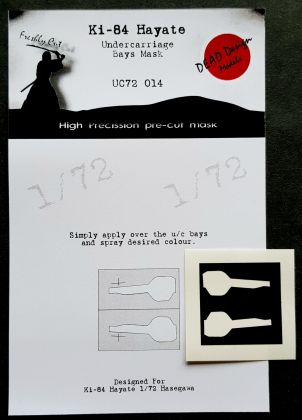 Freshly Cut
Ki-84 Hayate
Undercarriage
Bays Mask
UC72 014
DEAD Design
Models
High Precission pre-cut mask
1/72 1/72
Simply apply over the u/c bays
and spray desired colour.
Designed For
Ki-84 Hayate 1/72 Hasegawa